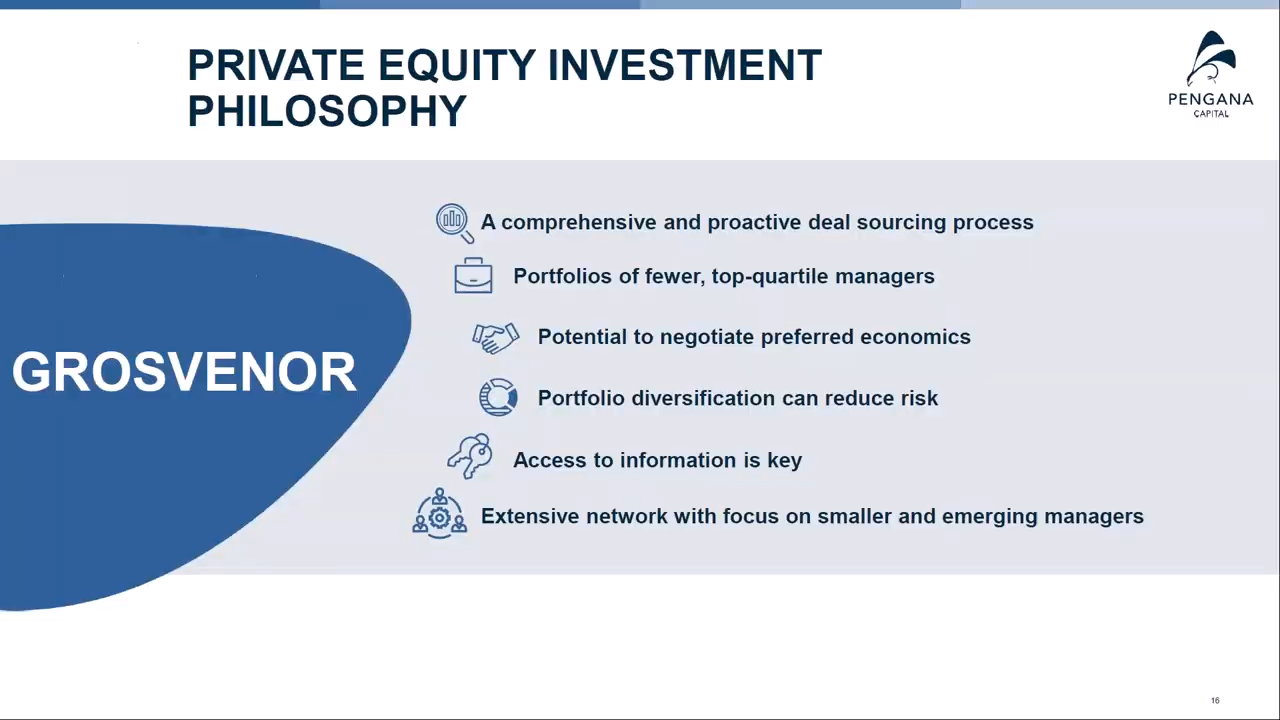 PRIVATE EQUITY INVESTMENT
PHILOSOPHY
PENGANA
CAPITAL
GROSVENOR
A comprehensive and proactive deal sourcing process
Portfolios of fewer, top-quartile managers
Potential to negotiate preferred economics
Portfolio diversification can reduce risk
Access to information is key
Extensive network with focus on smaller and emerging managers
16